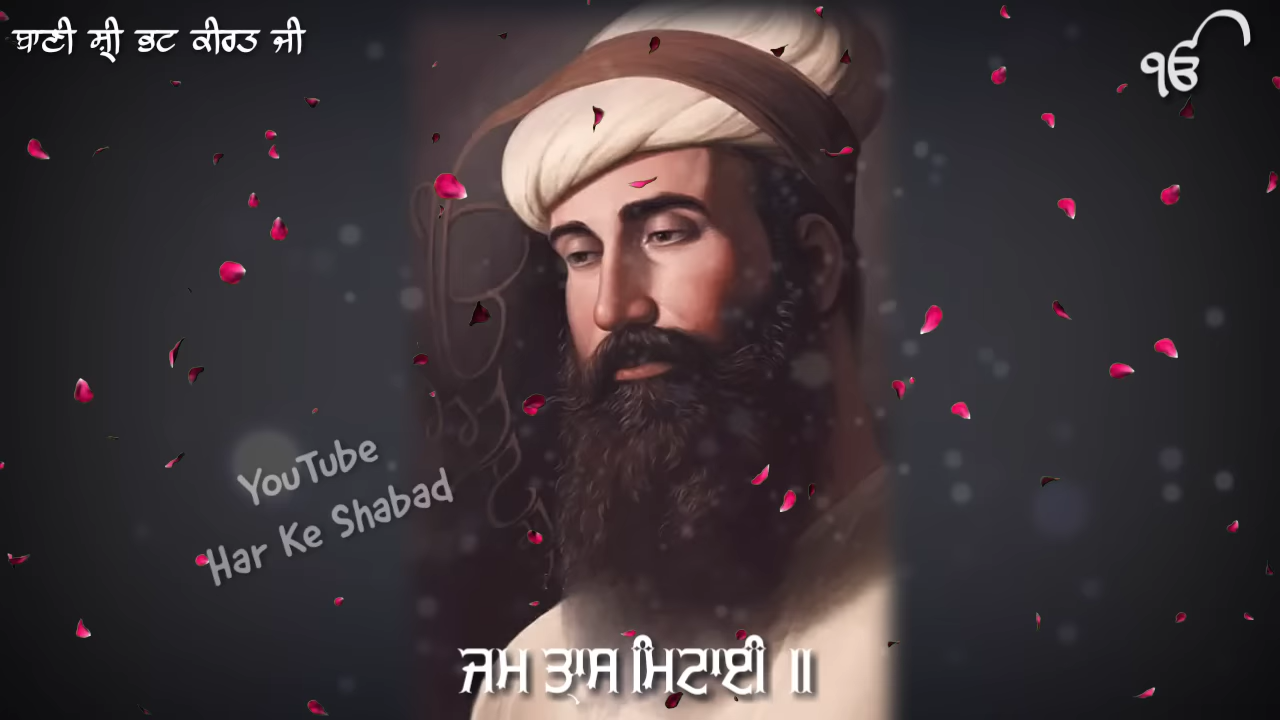 ਬਾਣੀ ਸ੍ਰੀ ਭਟ ਕੀਰਤ ਜੀ
ੴ
YouTube
Har Ke Shabad
ਜਮ ਤ੍ਰਾਸ ਮਿਟਾਈ ॥